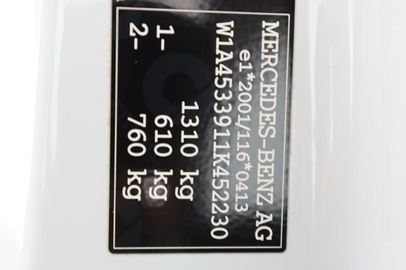 MERCEDES-BENZ AG
e1*2001/116*0413
W1A4533911K452230
1310 kg
1- 610 kg
2- 760 kg